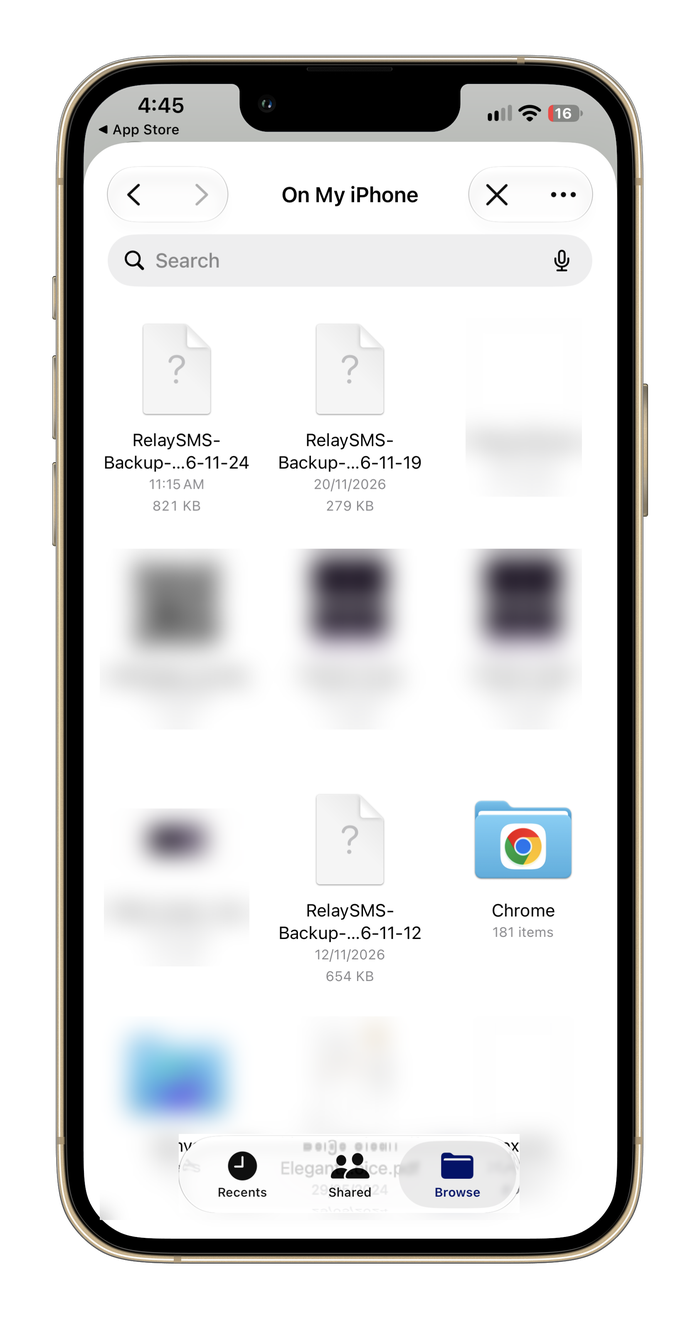 4:45
16
◀ App Store
On My iPhone
Search
RelaySMS-
Backup-...6-11-24
11:15 AM
821 KB
RelaySMS-
Backup-...6-11-19
20/11/2026
279 KB
RelaySMS-
Backup-...6-11-12
12/11/2026
654 KB
Chrome
181 items
Recents
Shared
Browse